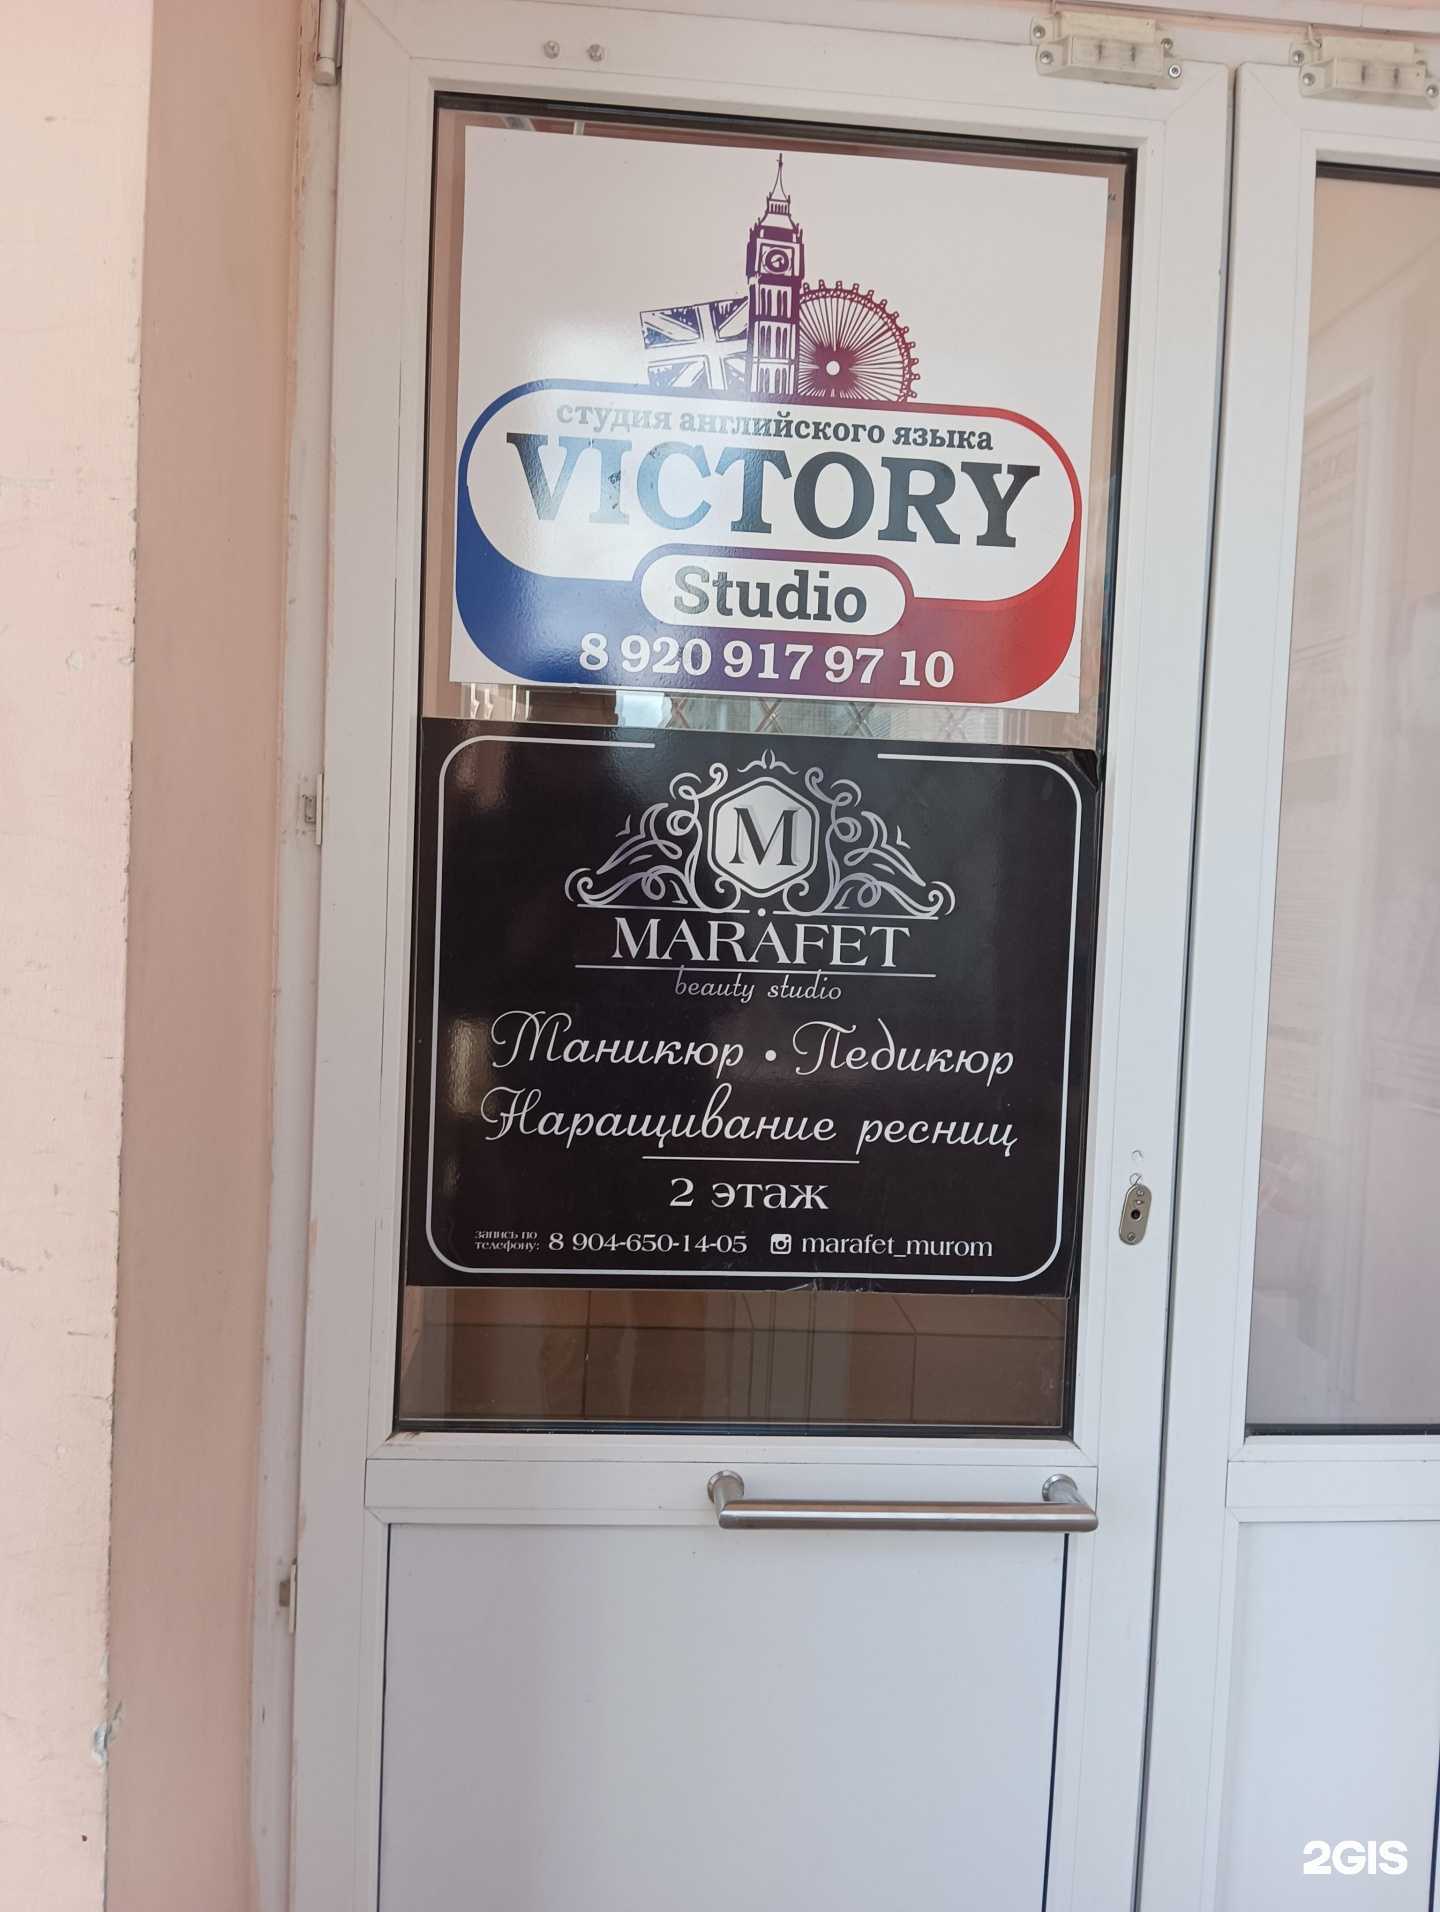 студия английского языка
VICTORY
Studio
8 920 917 97 10
M
MARAFET
beauty studio
Маникюр • Педикюр
Наращивание ресниц
2 этаж
запись по
телефону: 8 904-650-14-05 marafet_murom
2GIS